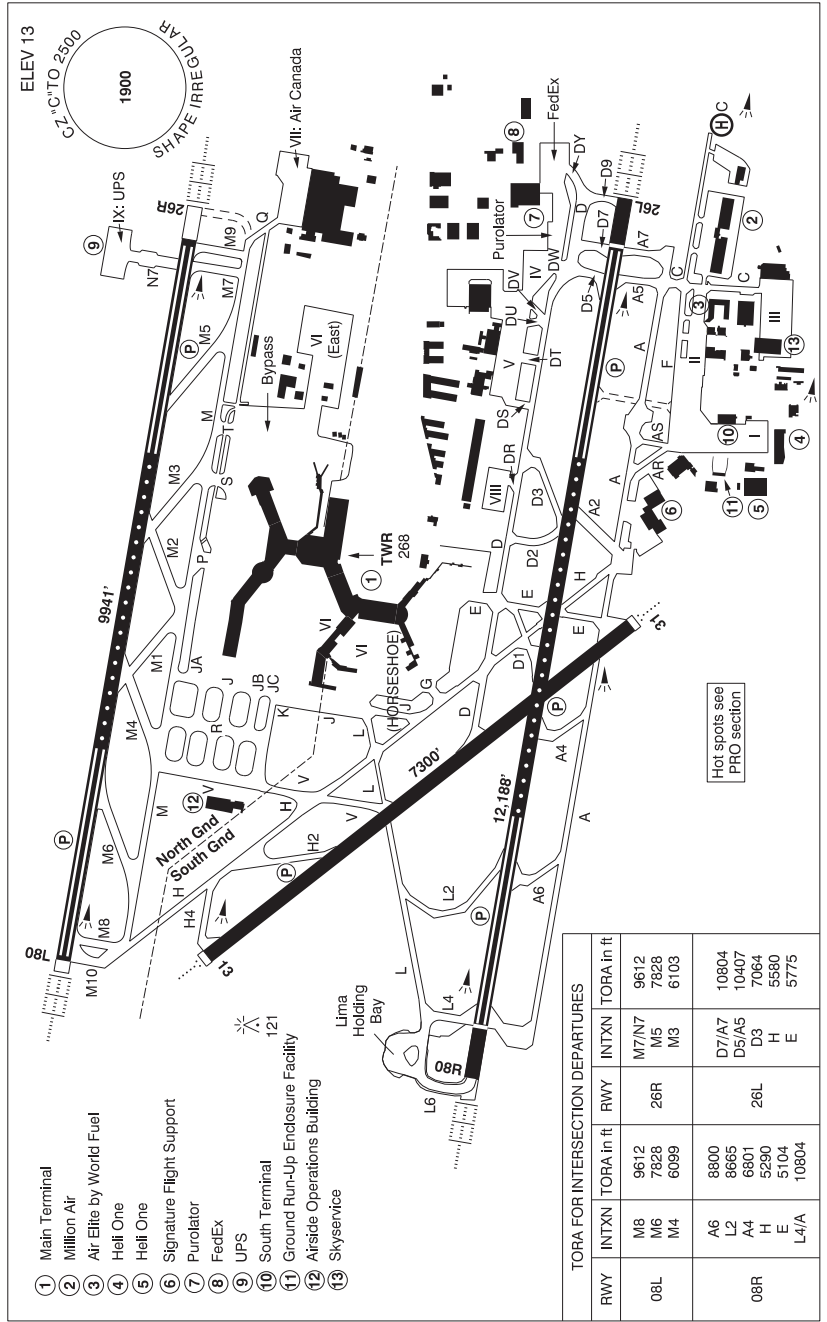 ELEV 13
CZ "C" TO 2500
1900
SHAPE IRREGULAR
1 Main Terminal
2 Million Air
3 Air Elite by World Fuel
4 Heli One
5 Heli One
6 Signature Flight Support
7 Purolator
8 FedEx
9 UPS
10 South Terminal
11 Ground Run-Up Enclosure Facility
12 Airside Operations Building
13 Skyservice
121
08L
M10
M8
M6
M4
M1
M2
M3
M5
M7
M9
N7
26R
9941'
P
P
9
IX: UPS
Q
VII: Air Canada
M
M
V
H
H4
13
12
North Gnd
South Gnd
R
J
JA
JB
JC
P
S
T
Bypass
VI
(East)
K
J
V
H
H2
V
L
L
P
VI
VI
(HORSESHOE)
1
TWR
268
J
G
E
7300'
Lima
Holding
Bay
L
L6
L4
L2
08R
P
12,188'
D
D1
E
D
D2
D3
DR
VIII
DS
V
DT
DU
DV
IV
DW
Purolator
7
8
FedEx
DY
D
D7
D9
D5
26L
A7
A5
P
A
F
A2
A
H
E
31
P
A4
A
A6
AS
AR
C
C
C
H
2
3
II
III
13
10
I
4
11
5
6
Hot spots see
PRO section
TORA FOR INTERSECTION DEPARTURES
RWY INTXN TORA in ft RWY INTXN TORA in ft
08L M8 9612 26R M7/N7 9612
M6 7828 M5 7828
M4 6099 M3 6103
08R A6 8800 26L D7/A7 10804
L2 8665 D5/A5 10407
A4 6801 D3 7064
H 5290 H 5580
E 5104 E 5775
L4/A 10804